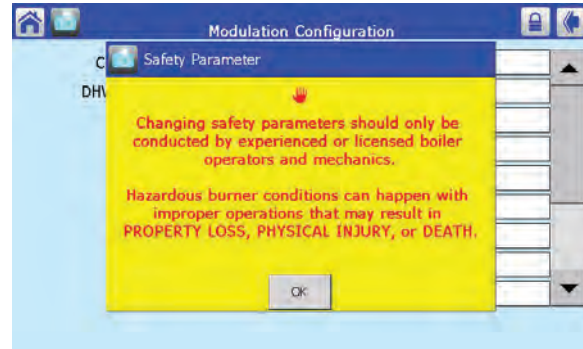 Modulation Configuration
C
Safety Parameter
DHW
Changing safety parameters should only be
conducted by experienced or licensed boiler
operators and mechanics.
Hazardous burner conditions can happen with
improper operations that may result in
PROPERTY LOSS, PHYSICAL INJURY, or DEATH.
OK